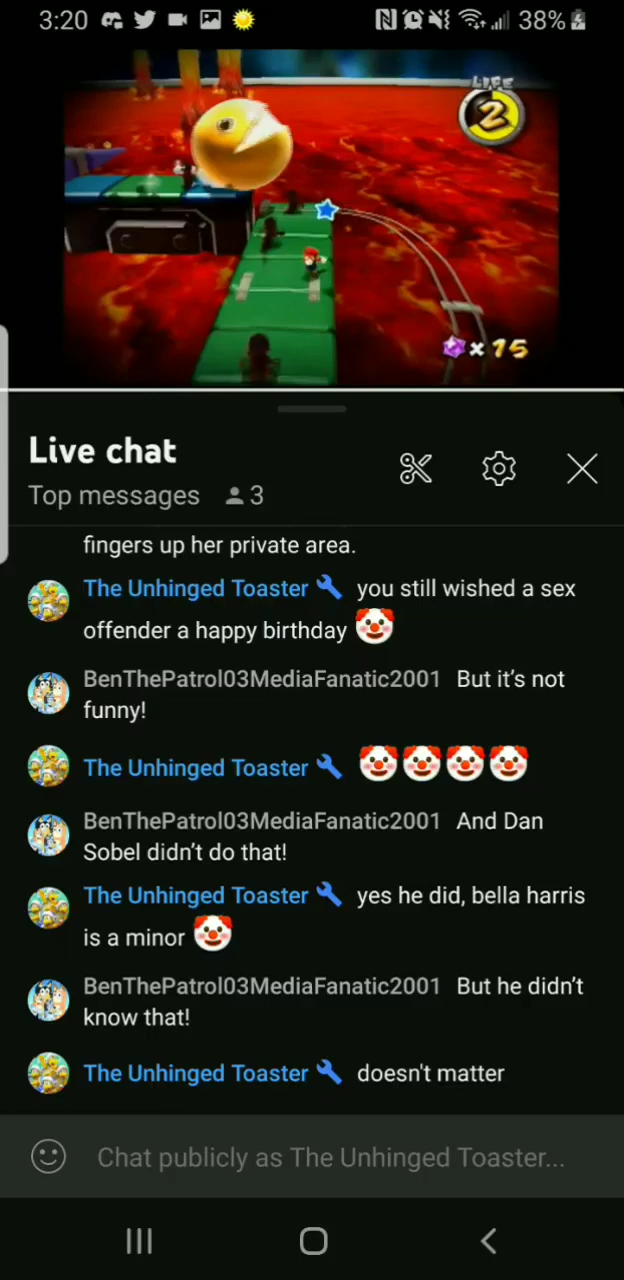 3:20 38%
LIFE
2
x 15
Live chat
Top messages 3
fingers up her private area.
The Unhinged Toaster you still wished a sex
offender a happy birthday
BenThePatrol03MediaFanatic2001 But it's not
funny!
The Unhinged Toaster
BenThePatrol03MediaFanatic2001 And Dan
Sobel didn't do that!
The Unhinged Toaster yes he did, bella harris
is a minor
BenThePatrol03MediaFanatic2001 But he didn't
know that!
The Unhinged Toaster doesn't matter
Chat publicly as The Unhinged Toaster...